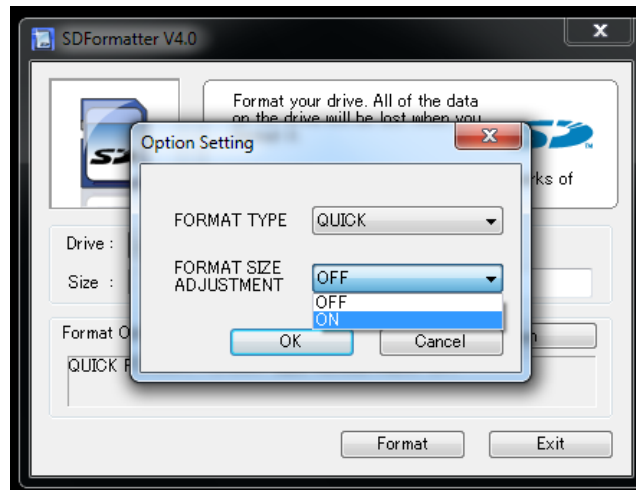 SDFormatter V4.0
Format your drive. All of the data
on the drive will be lost when you
Option Setting
rks of
FORMAT TYPE QUICK
Drive :
FORMAT SIZE
ADJUSTMENT OFF
Size :
OFF
ON
Format O
OK Cancel
QUICK
Format Exit